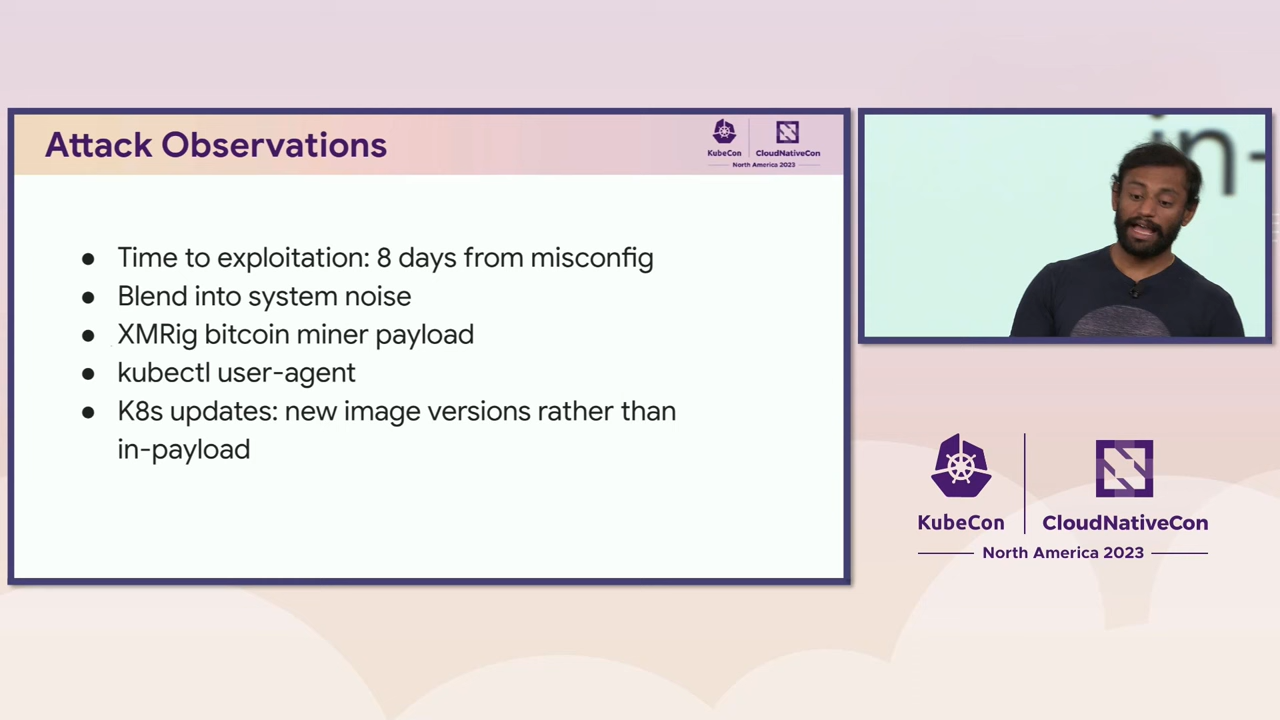 Attack Observations
KubeCon
CloudNativeCon
North America 2023
● Time to exploitation: 8 days from misconfig
● Blend into system noise
● XMRig bitcoin miner payload
● kubectl user-agent
● K8s updates: new image versions rather than
in-payload
in-
KubeCon
CloudNativeCon
North America 2023